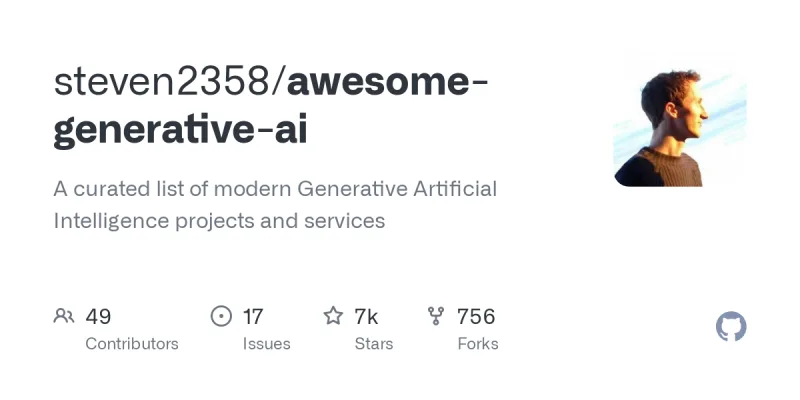 steven2358/awesome-
generative-ai
A curated list of modern Generative Artificial
Intelligence projects and services
49
Contributors
17
Issues
7k
Stars
756
Forks